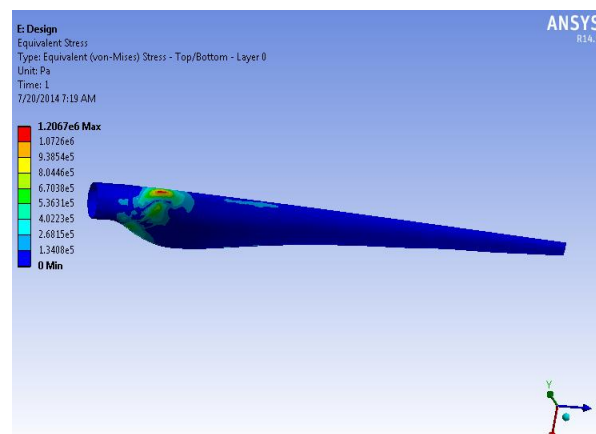 E: Design
Equivalent Stress
Type: Equivalent (von-Mises) Stress - Top/Bottom - Layer 0
Unit: Pa
Time: 1
7/20/2014 7:19 AM
ANSYS
R14.
1.2067e6 Max
1.0726e6
9.3854e5
8.0446e5
6.7038e5
5.3631e5
4.0223e5
2.6815e5
1.3408e5
0 Min
Y